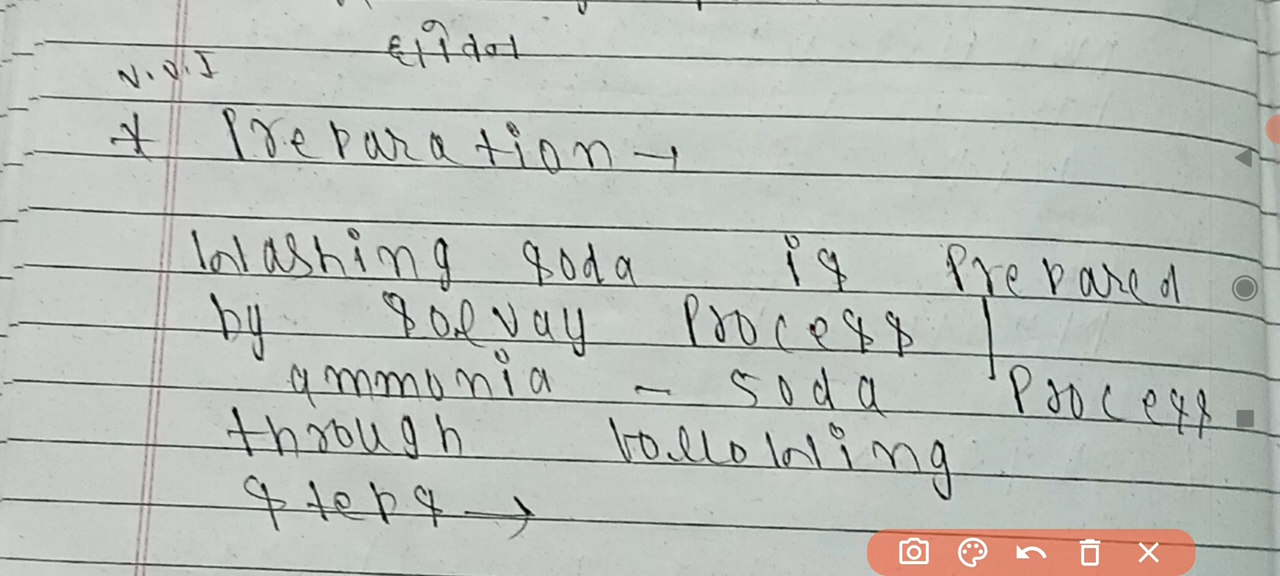 V.V.I
* Preparation →
Washing soda is Prepared
by Solvay Process /
ammonia - soda Process
through following
steps →